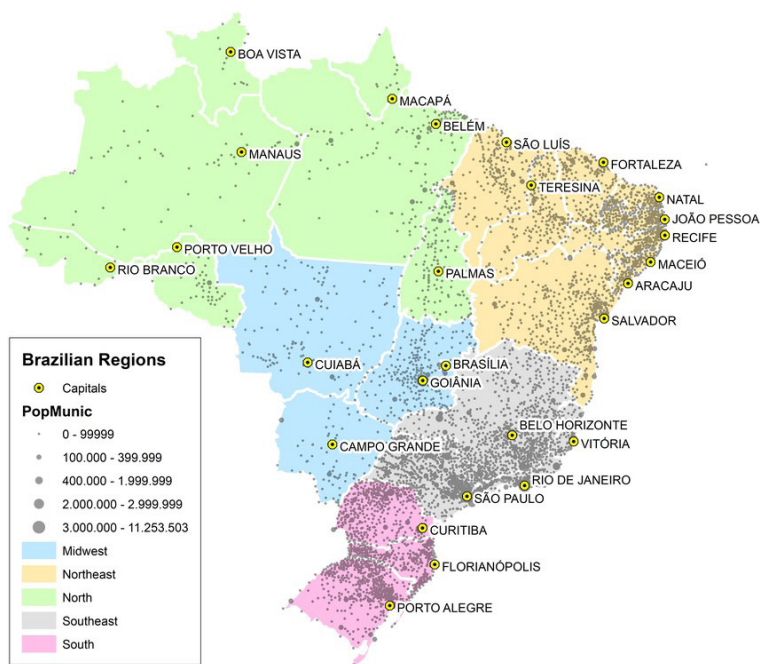 BOA VISTA
MACAPÁ
BELÉM
SÃO LUÍS
MANAUS
FORTALEZA
TERESINA
NATAL
JOÃO PESSOA
RECIFE
PORTO VELHO
MACEIÓ
RIO BRANCO
PALMAS
ARACAJU
SALVADOR
CUIABÁ
BRASÍLIA
GOIÂNIA
BELO HORIZONTE
CAMPO GRANDE
VITÓRIA
RIO DE JANEIRO
SÃO PAULO
CURITIBA
FLORIANÓPOLIS
PORTO ALEGRE
Brazilian Regions
Capitals
PopMunic
0 - 99999
100.000 - 399.999
400.000 - 1.999.999
2.000.000 - 2.999.999
3.000.000 - 11.253.503
Midwest
Northeast
North
Southeast
South